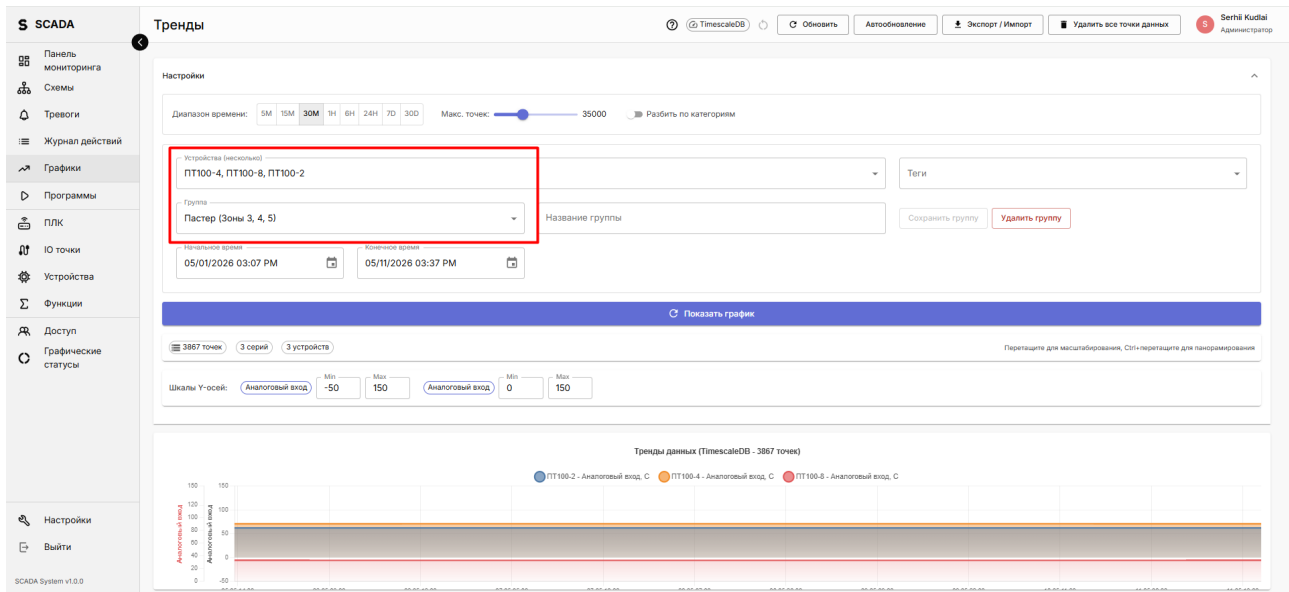 S SCADA
Тренды
TimescaleDB
Обновить
Автообновление
Экспорт / Импорт
Удалить все точки данных
S
Serhii Kudlai
Администратор
Панель
мониторинга
Схемы
Тревоги
Журнал действий
Графики
Программы
ПЛК
IO точки
Устройства
Функции
Доступ
Графические
статусы
Настройки
Выйти
SCADA System v1.0.0
Настройки
Диапазон времени: 5M 15M 30M 1H 6H 24H 7D 30D Макс. точек: 35000 Разбить по категориям
Устройства (несколько)
ПТ100-4, ПТ100-8, ПТ100-2
Теги
Группа
Пастер (Зоны 3, 4, 5)
Название группы
Сохранить группу
Удалить группу
Начальное время
05/01/2026 03:07 PM
Конечное время
05/11/2026 03:37 PM
Показать график
3867 точек
3 серий
3 устройств
Перетащите для масштабирования, Ctrl+перетащите для панорамирования
Шкалы Y-осей: Аналоговый вход Min -50 Max 150 Аналоговый вход Min 0 Max 150
Тренды данных (TimescaleDB - 3867 точек)
ПТ100-2 - Аналоговый вход, C ПТ100-4 - Аналоговый вход, C ПТ100-8 - Аналоговый вход, C
Аналоговый вход
Аналоговый вход
150
120
100
80
60
40
20
0
150
100
50
0
-50